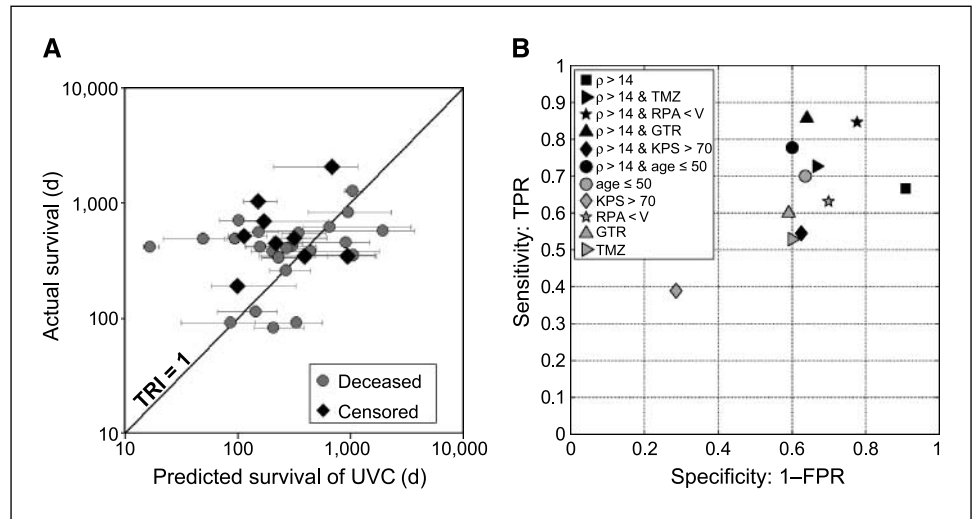 A
10,000
1,000
100
10
10
100
1,000
10,000
Actual survival (d)
Predicted survival of UVC (d)
TRI = 1
Deceased
Censored
B
1
0.9
0.8
0.7
0.6
0.5
0.4
0.3
0.2
0.1
0
0
0.2
0.4
0.6
0.8
1
Sensitivity: TPR
Specificity: 1–FPR
ρ > 14
ρ > 14 & TMZ
ρ > 14 & RPA < V
ρ > 14 & GTR
ρ > 14 & KPS > 70
ρ > 14 & age ≤ 50
age ≤ 50
KPS > 70
RPA < V
GTR
TMZ